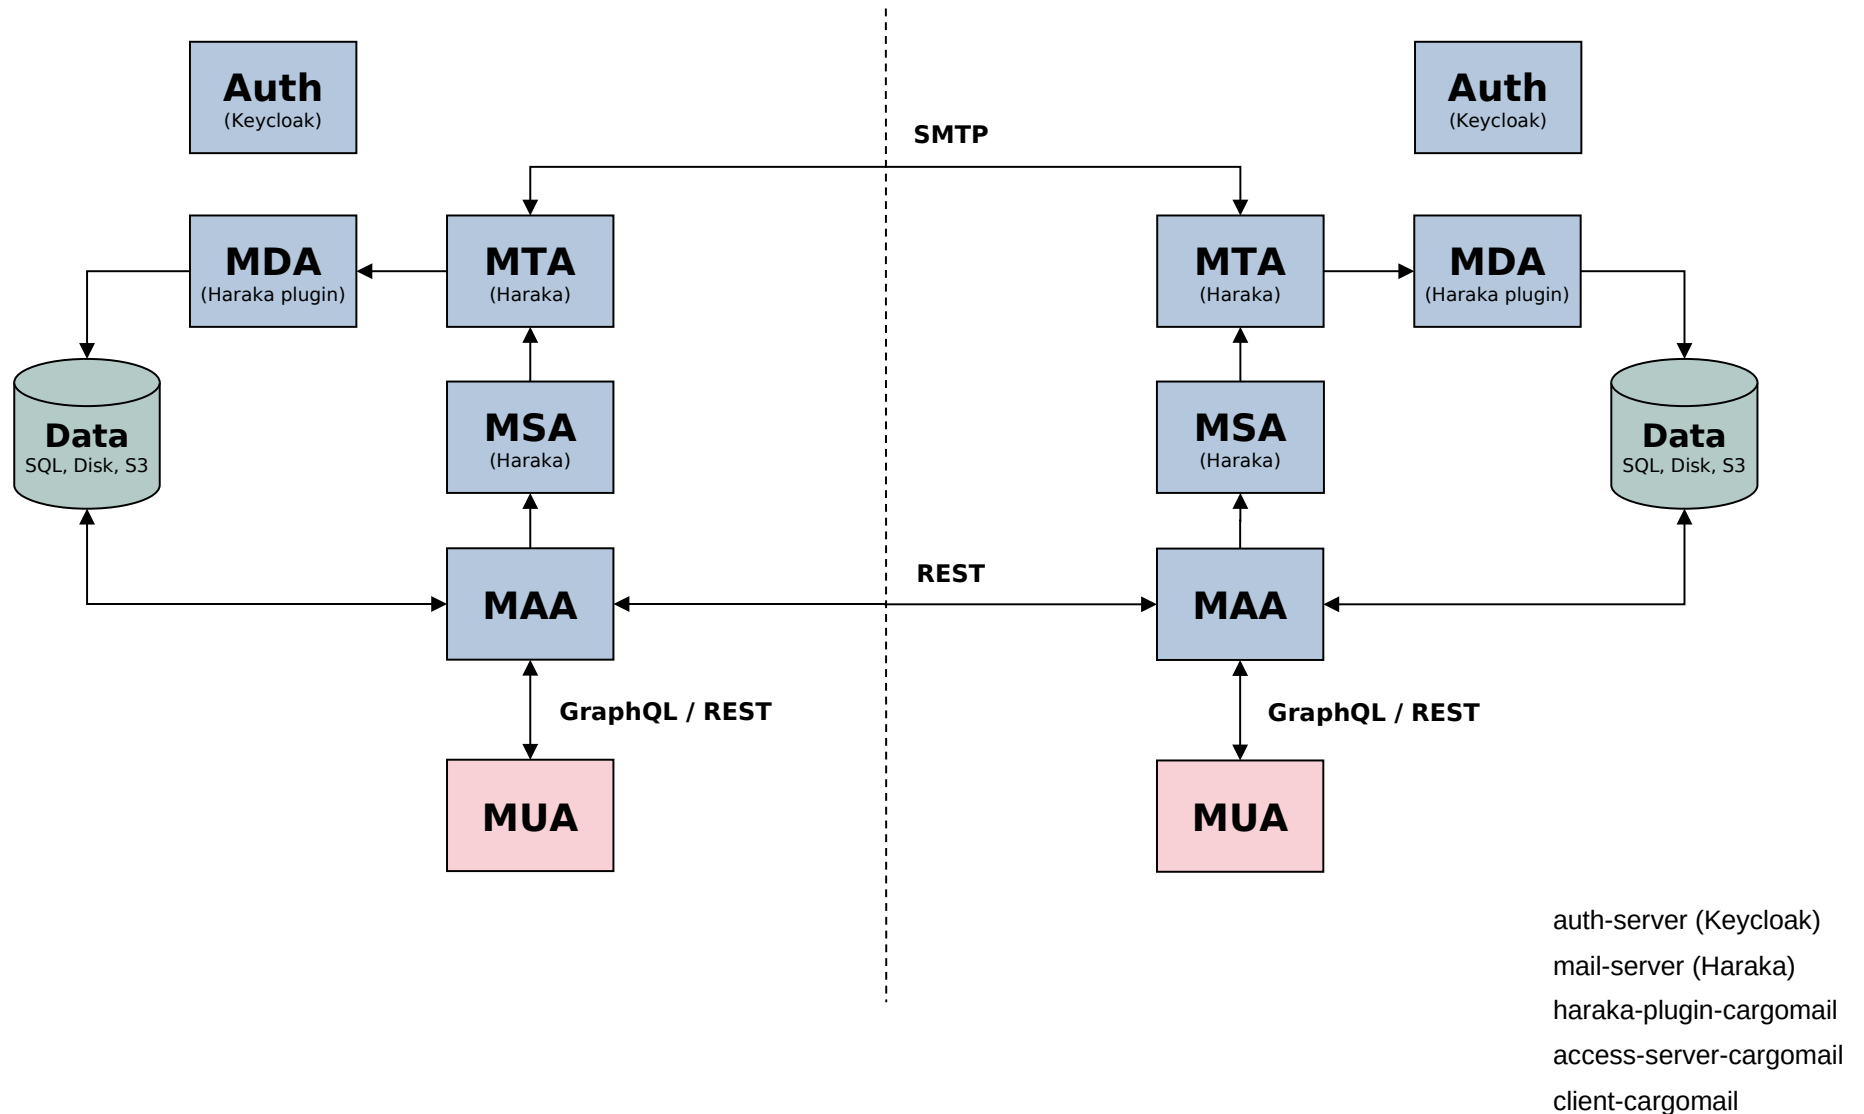 Auth
(Keycloak)
Auth
(Keycloak)
SMTP
MDA
(Haraka plugin)
MTA
(Haraka)
MTA
(Haraka)
MDA
(Haraka plugin)
Data
SQL, Disk, S3
MSA
(Haraka)
MSA
(Haraka)
Data
SQL, Disk, S3
MAA
REST
MAA
GraphQL / REST
GraphQL / REST
MUA
MUA
auth-server (Keycloak)
mail-server (Haraka)
haraka-plugin-cargomail
access-server-cargomail
client-cargomail